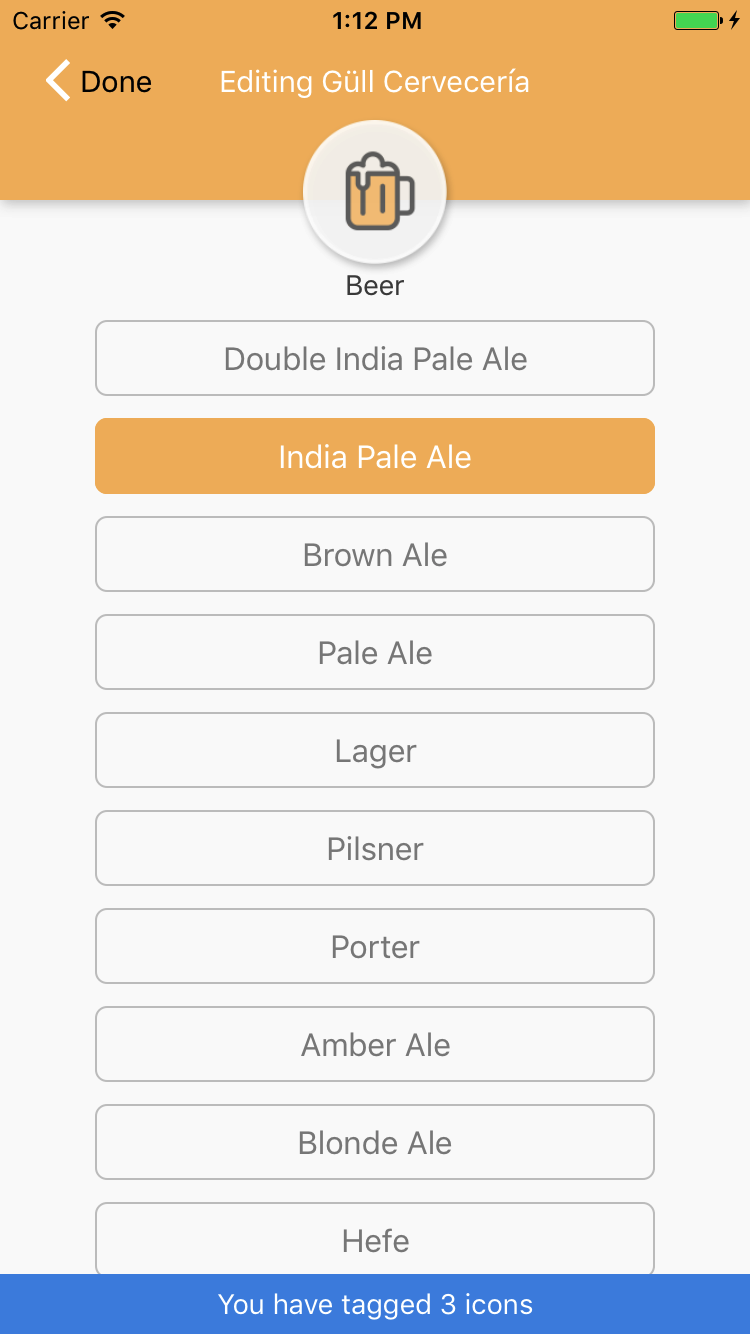 Carrier 1:12 PM
Done Editing Güll Cervecería
Beer
Double India Pale Ale
India Pale Ale
Brown Ale
Pale Ale
Lager
Pilsner
Porter
Amber Ale
Blonde Ale
Hefe
You have tagged 3 icons